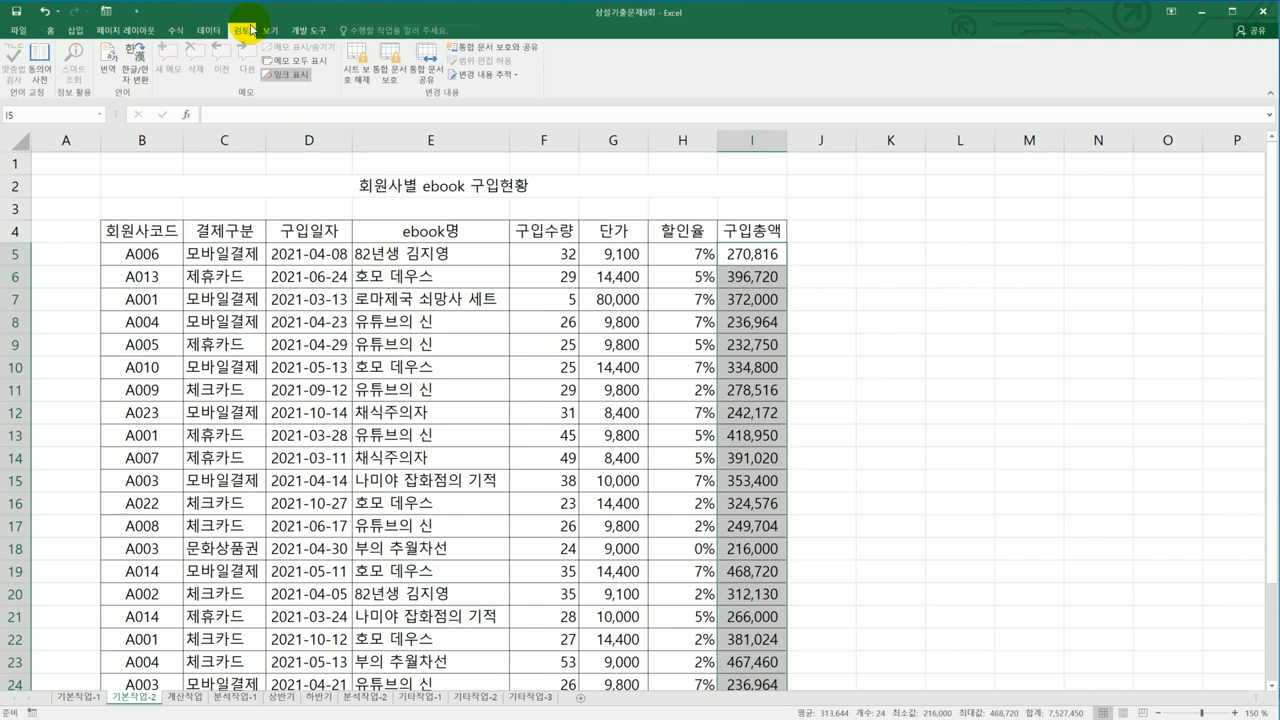 상설기출문제9회 - Excel
파일 홈 삽입 페이지 레이아웃 수식 데이터 검토 보기 개발 도구 수행할 작업을 알려 주세요. 공유
맞춤법 검사 동의어 사전 스마트 조회 번역 한글/한자 변환 새 메모 삭제 이전 다음 메모 표시/숨기기 메모 모두 표시 잉크 표시 시트 보호 해제 통합 문서 보호 통합 문서 공유 통합 문서 보호와 공유 범위 편집 허용 변경 내용 추적
언어 교정 정보 활용 언어 메모 변경 내용
I5 fx
A B C D E F G H I J K L M N O P
1
2 회원사별 ebook 구입현황
3
4 회원사코드 결제구분 구입일자 ebook명 구입수량 단가 할인율 구입총액
5 A006 모바일결제 2021-04-08 82년생 김지영 32 9,100 7% 270,816
6 A013 제휴카드 2021-06-24 호모 데우스 29 14,400 5% 396,720
7 A001 모바일결제 2021-03-13 로마제국 쇠망사 세트 5 80,000 7% 372,000
8 A004 모바일결제 2021-04-23 유튜브의 신 26 9,800 7% 236,964
9 A005 제휴카드 2021-04-29 유튜브의 신 25 9,800 5% 232,750
10 A010 모바일결제 2021-05-13 호모 데우스 25 14,400 7% 334,800
11 A009 체크카드 2021-09-12 유튜브의 신 29 9,800 2% 278,516
12 A023 모바일결제 2021-10-14 채식주의자 31 8,400 7% 242,172
13 A001 제휴카드 2021-03-28 유튜브의 신 45 9,800 5% 418,950
14 A007 제휴카드 2021-03-11 채식주의자 49 8,400 5% 391,020
15 A003 모바일결제 2021-04-14 나미야 잡화점의 기적 38 10,000 7% 353,400
16 A022 체크카드 2021-10-27 호모 데우스 23 14,400 2% 324,576
17 A008 체크카드 2021-06-17 유튜브의 신 26 9,800 2% 249,704
18 A003 문화상품권 2021-04-30 부의 추월차선 24 9,000 0% 216,000
19 A014 모바일결제 2021-05-11 호모 데우스 35 14,400 7% 468,720
20 A002 체크카드 2021-04-05 82년생 김지영 35 9,100 2% 312,130
21 A014 제휴카드 2021-03-24 나미야 잡화점의 기적 28 10,000 5% 266,000
22 A001 체크카드 2021-10-12 호모 데우스 27 14,400 2% 381,024
23 A004 체크카드 2021-05-13 부의 추월차선 53 9,000 2% 467,460
24 A003 모바일결제 2021-04-21 유튜브의 신 26 9,800 7% 236,964
기본작업-1 기본작업-2 계산작업 분석작업-1 상반기 하반기 분석작업-2 기타작업-1 기타작업-2 기타작업-3
준비 평균: 313,644 개수: 24 최소값: 216,000 최대값: 468,720 합계: 7,527,450 150 %